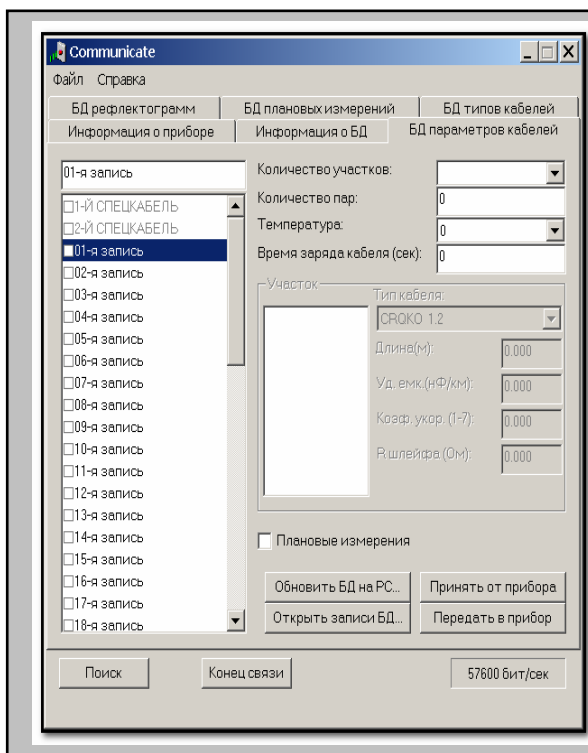 Communicate
Файл Справка
БД рефлектограмм БД плановых измерений БД типов кабелей
Информация о приборе Информация о БД БД параметров кабелей
01-я запись
1-Й СПЕЦКАБЕЛЬ
2-Й СПЕЦКАБЕЛЬ
01-я запись
02-я запись
03-я запись
04-я запись
05-я запись
06-я запись
07-я запись
08-я запись
09-я запись
10-я запись
11-я запись
12-я запись
13-я запись
14-я запись
15-я запись
16-я запись
17-я запись
18-я запись
Количество участков:
Количество пар: 0
Температура: 0
Время заряда кабеля (сек): 0
Участок
Тип кабеля:
CRQKO 1.2
Длина(м): 0.000
Уд. емк.(нФ/км): 0.000
Коэф. укор. (1-7): 0.000
R шлейфа (Ом): 0.000
Плановые измерения
Обновить БД на PC... Принять от прибора
Открыть записи БД... Передать в прибор
Поиск Конец связи 57600 бит/сек